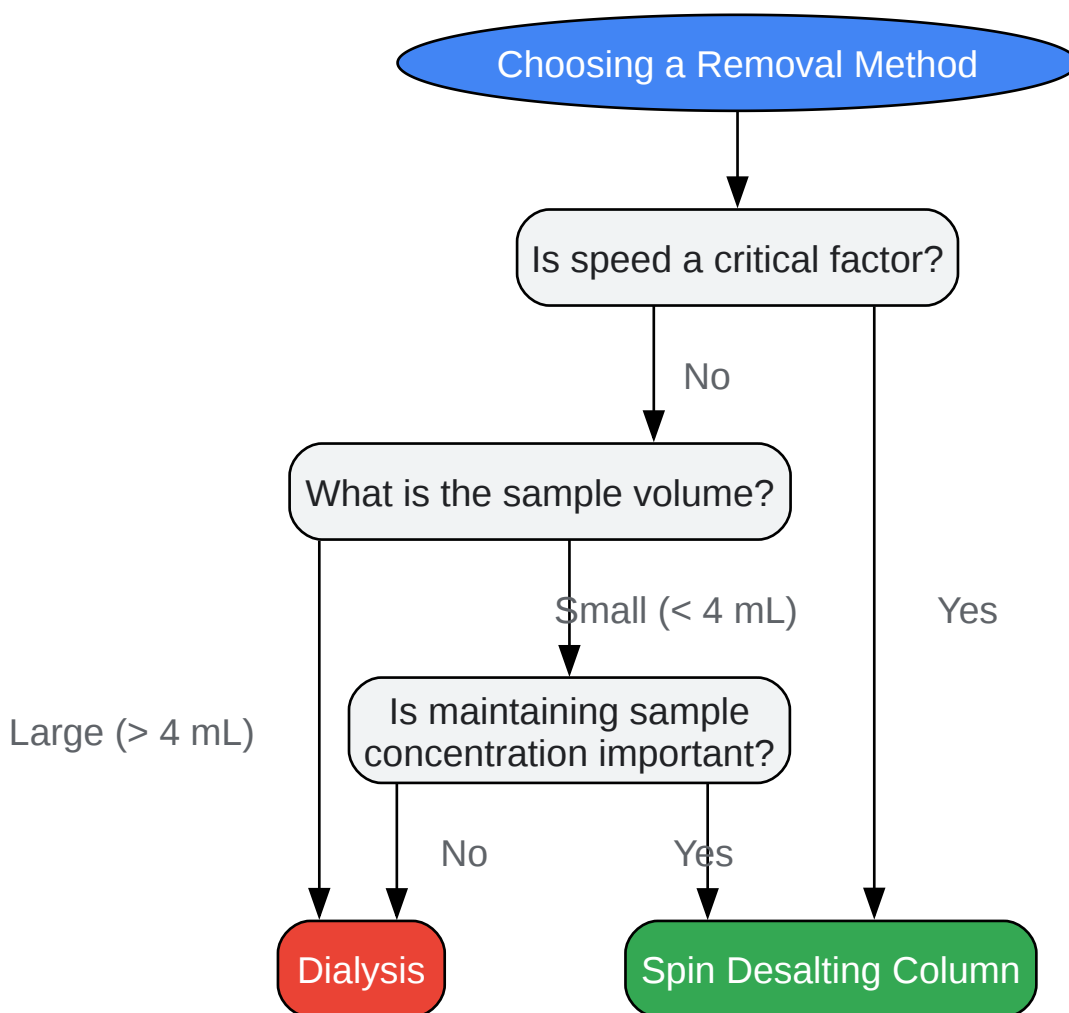 Choosing a Removal Method
Is speed a critical factor?
No
What is the sample volume?
Small (< 4 mL)
Yes
Large (> 4 mL)
Is maintaining sample
concentration important?
No
Yes
Dialysis
Spin Desalting Column